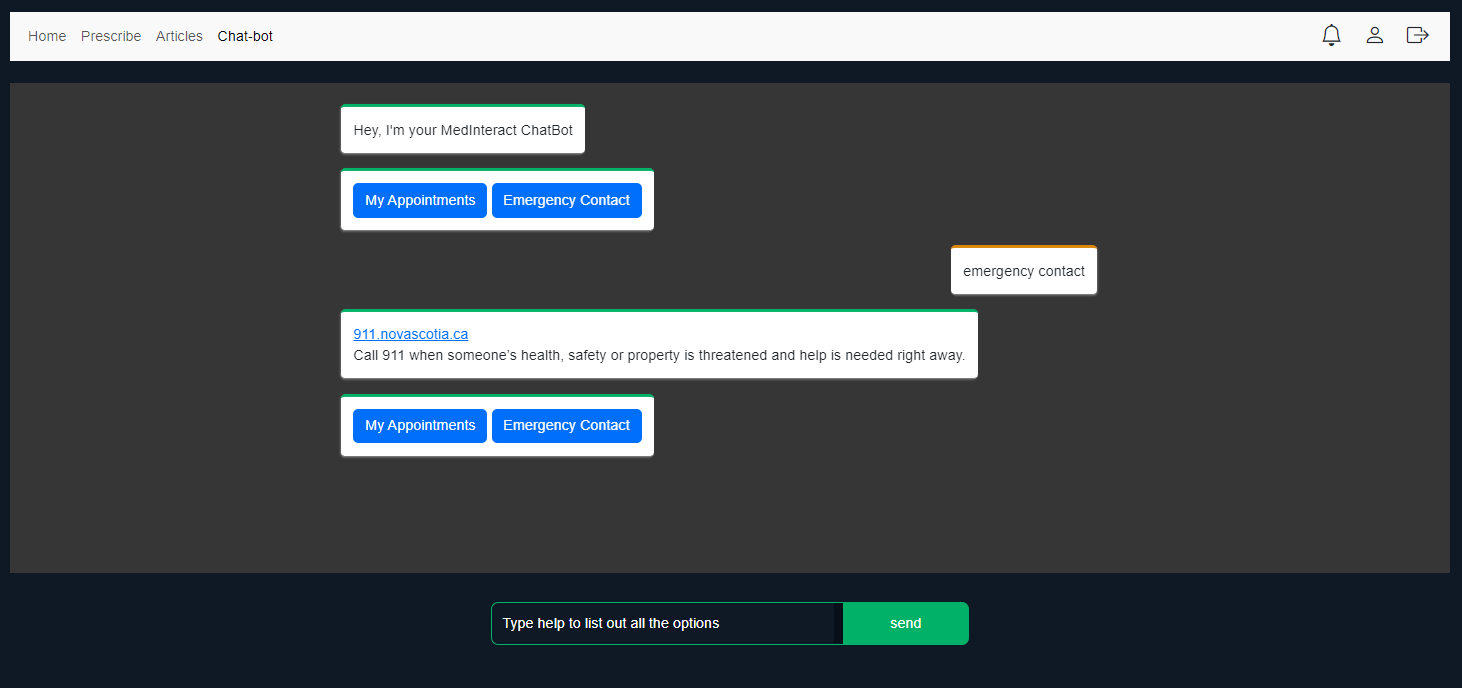 Home Prescribe Articles Chat-bot
Hey, I'm your MedInteract ChatBot
My Appointments Emergency Contact
emergency contact
911.novascotia.ca
Call 911 when someone’s health, safety or property is threatened and help is needed right away.
My Appointments Emergency Contact
Type help to list out all the options send